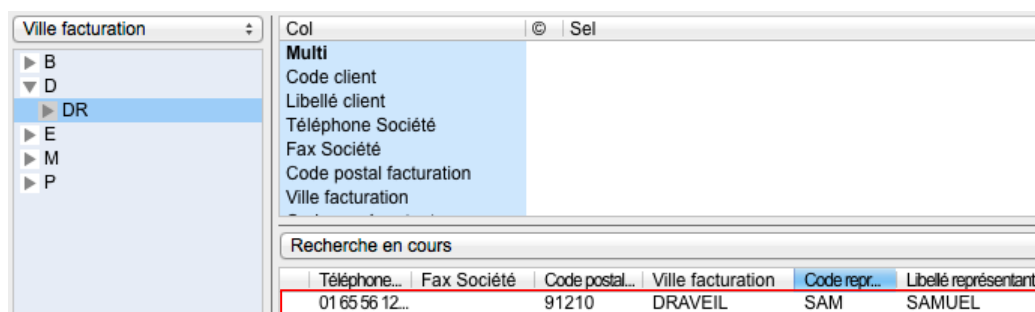 Ville facturation
B
D
DR
E
M
P
Col © Sel
Multi
Code client
Libellé client
Téléphone Société
Fax Société
Code postal facturation
Ville facturation
Recherche en cours
Téléphone... Fax Société Code postal... Ville facturation Code repr... Libellé représentant
01 65 56 12... 91210 DRAVEIL SAM SAMUEL